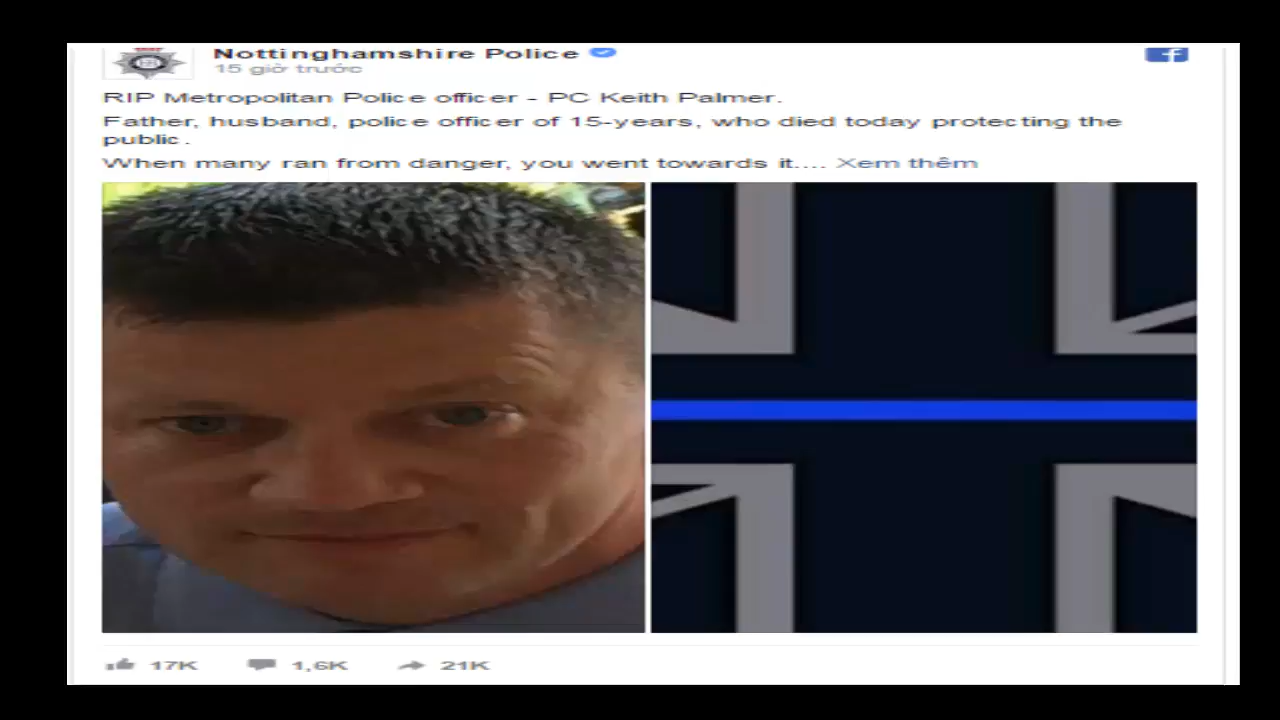 Nottinghamshire Police
15 giờ trước
RIP Metropolitan Police officer - PC Keith Palmer.
Father, husband, police officer of 15-years, who died today protecting the
public.
When many ran from danger, you went towards it.... Xem thêm
17K 1,6K 21K